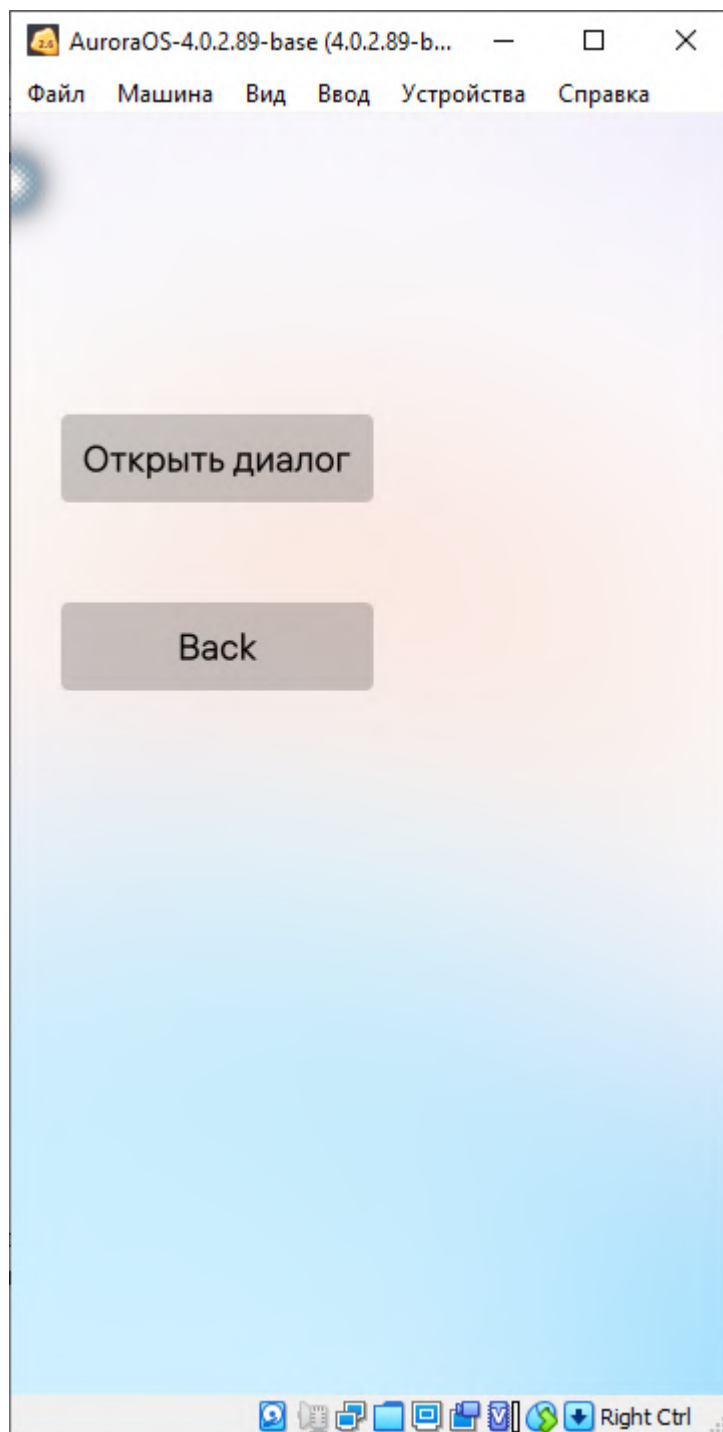 AuroraOS-4.0.2.89-base (4.0.2.89-b...
Файл Машина Вид Ввод Устройства Справка
Открыть диалог
Back
Right Ctrl